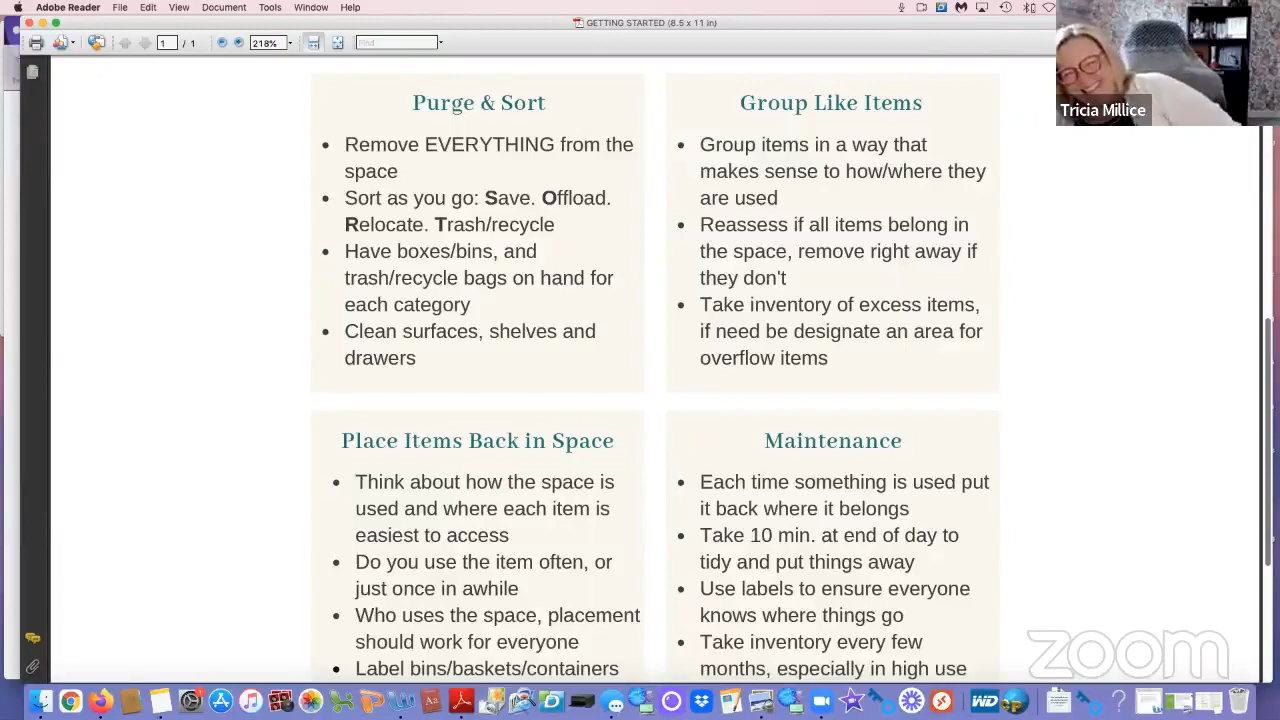 Adobe Reader File Edit View Document Tools Window Help
GETTING STARTED (8.5 x 11 in)
1 / 1 218% Find
Tricia Millice
Purge & Sort
Remove EVERYTHING from the
space
Sort as you go: Save. Offload.
Relocate. Trash/recycle
Have boxes/bins, and
trash/recycle bags on hand for
each category
Clean surfaces, shelves and
drawers
Group Like Items
Group items in a way that
makes sense to how/where they
are used
Reassess if all items belong in
the space, remove right away if
they don't
Take inventory of excess items,
if need be designate an area for
overflow items
Place Items Back in Space
Think about how the space is
used and where each item is
easiest to access
Do you use the item often, or
just once in awhile
Who uses the space, placement
should work for everyone
Label bins/baskets/containers
Maintenance
Each time something is used put
it back where it belongs
Take 10 min. at end of day to
tidy and put things away
Use labels to ensure everyone
knows where things go
Take inventory every few
months, especially in high use
zoom
WD